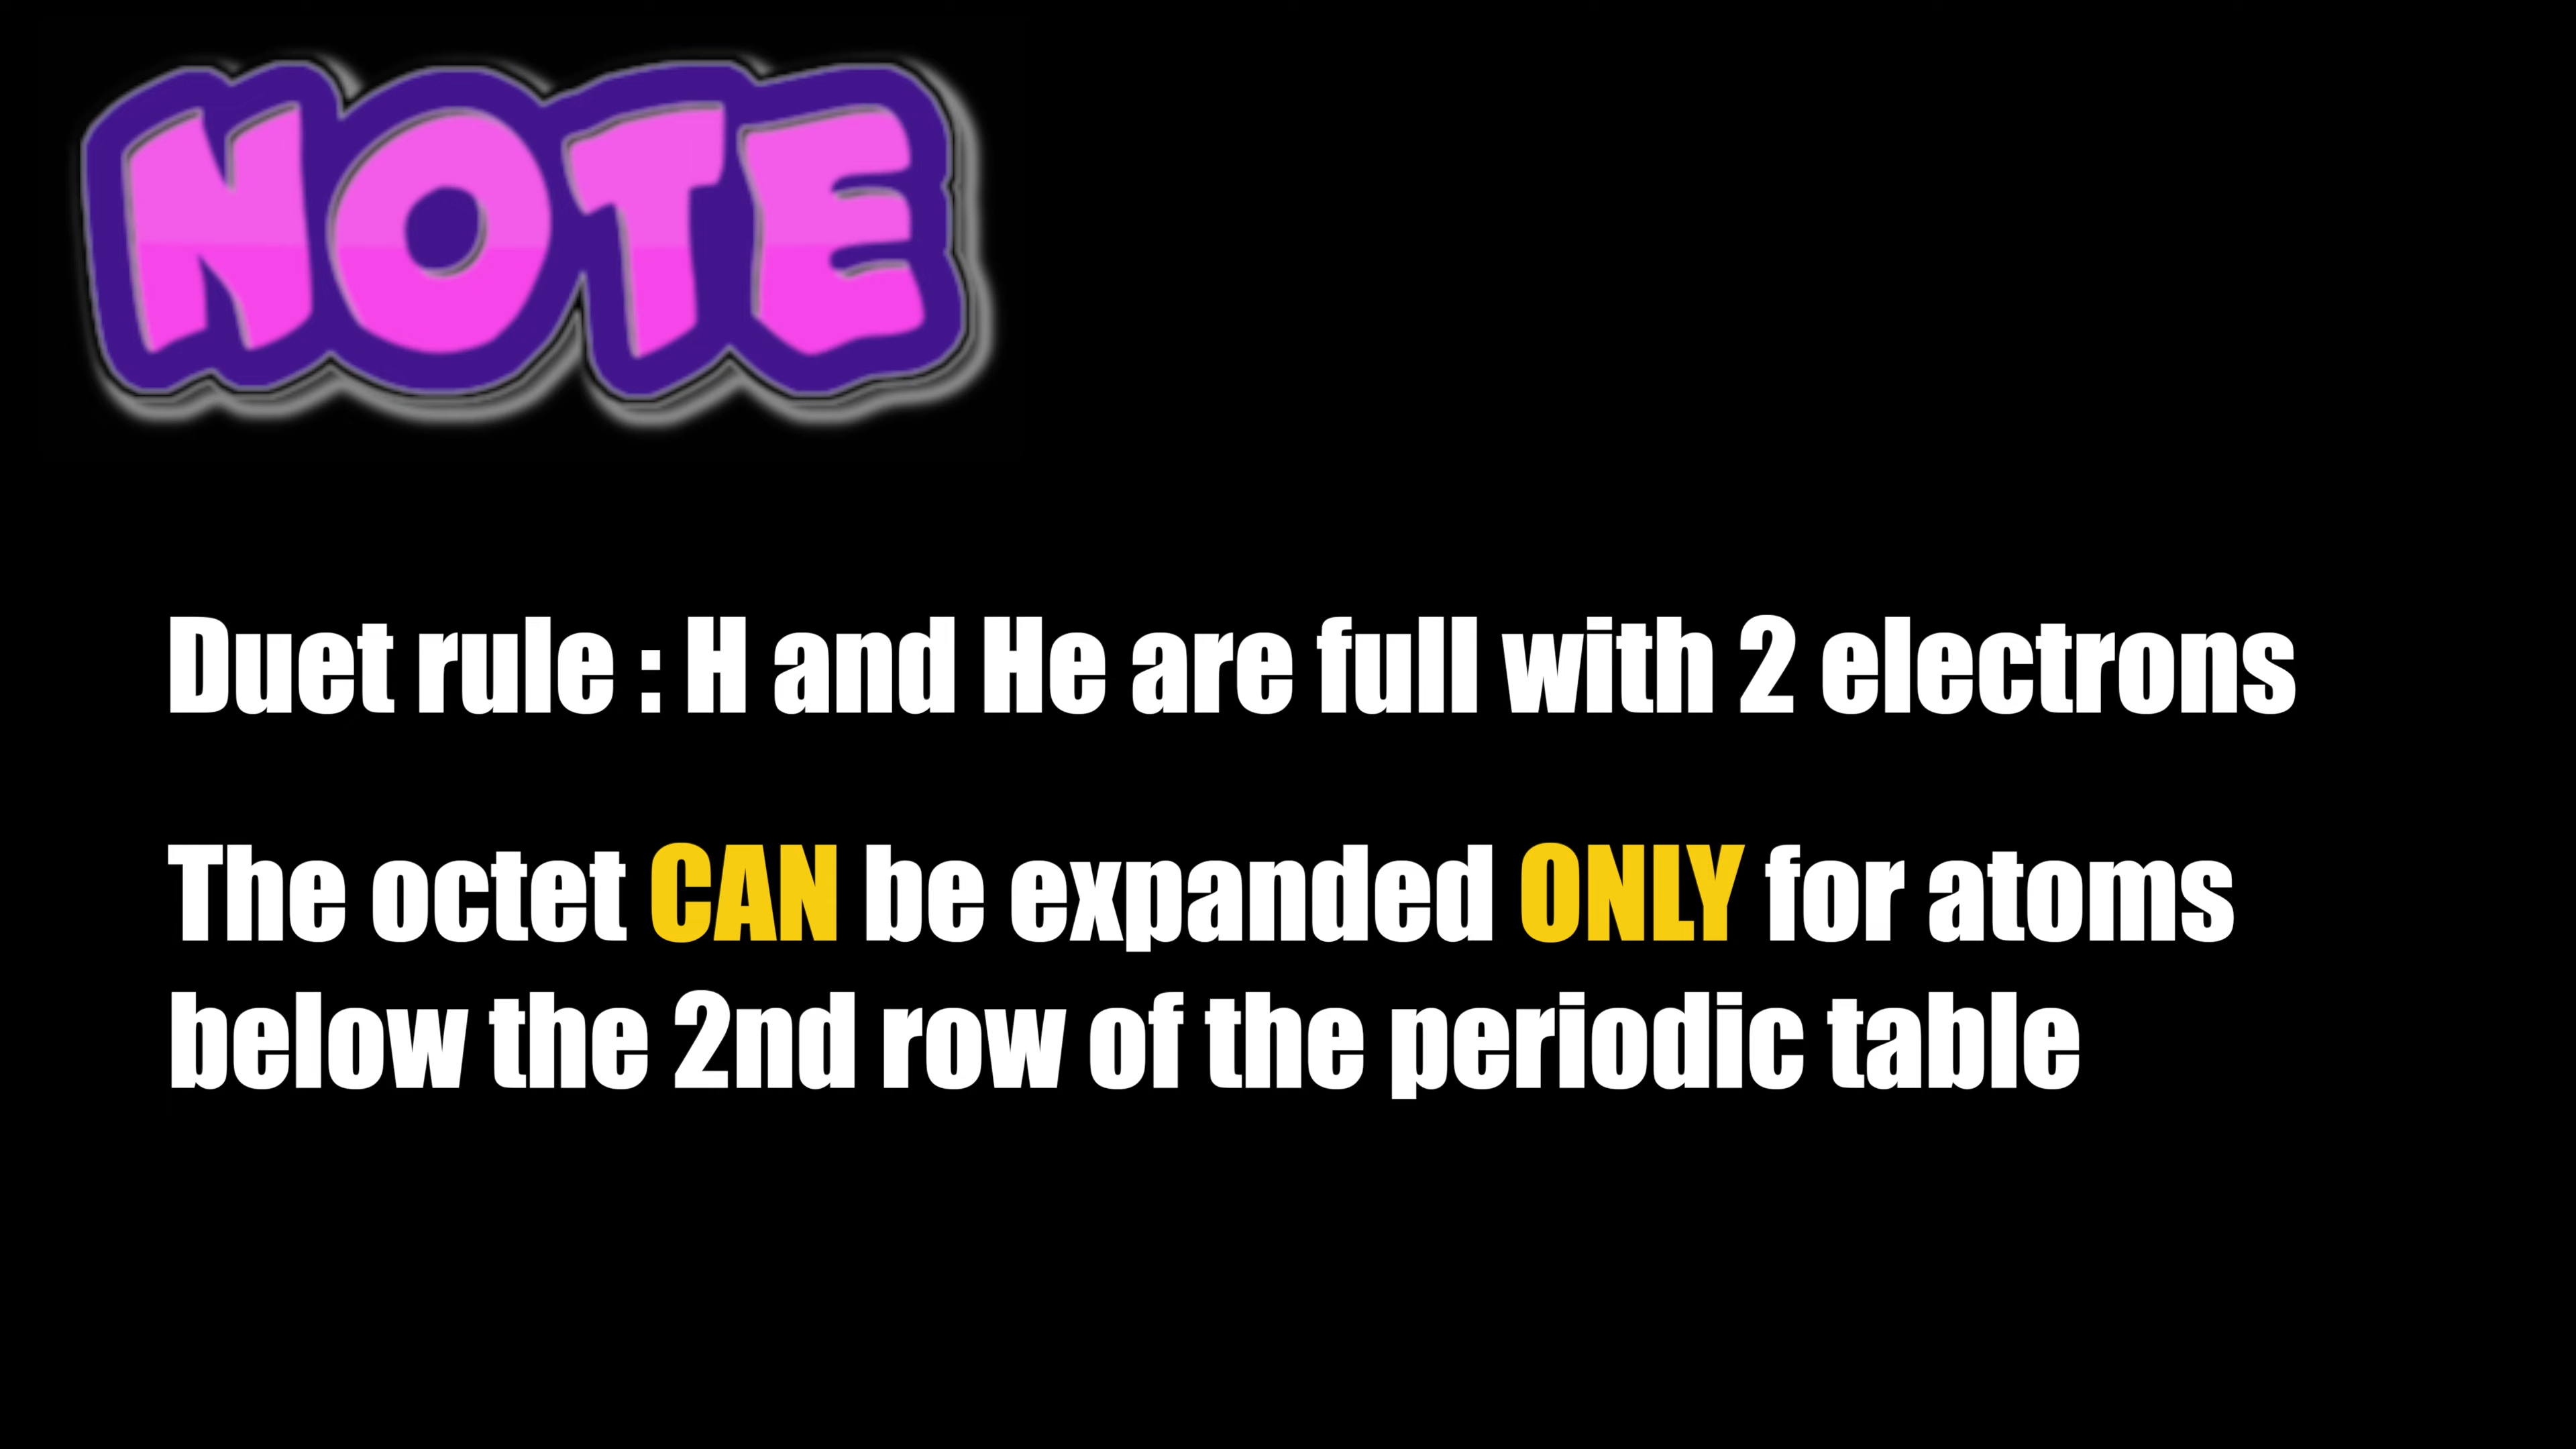 NOTE
Duet rule : H and He are full with 2 electrons
The octet CAN be expanded ONLY for atoms
below the 2nd row of the periodic table